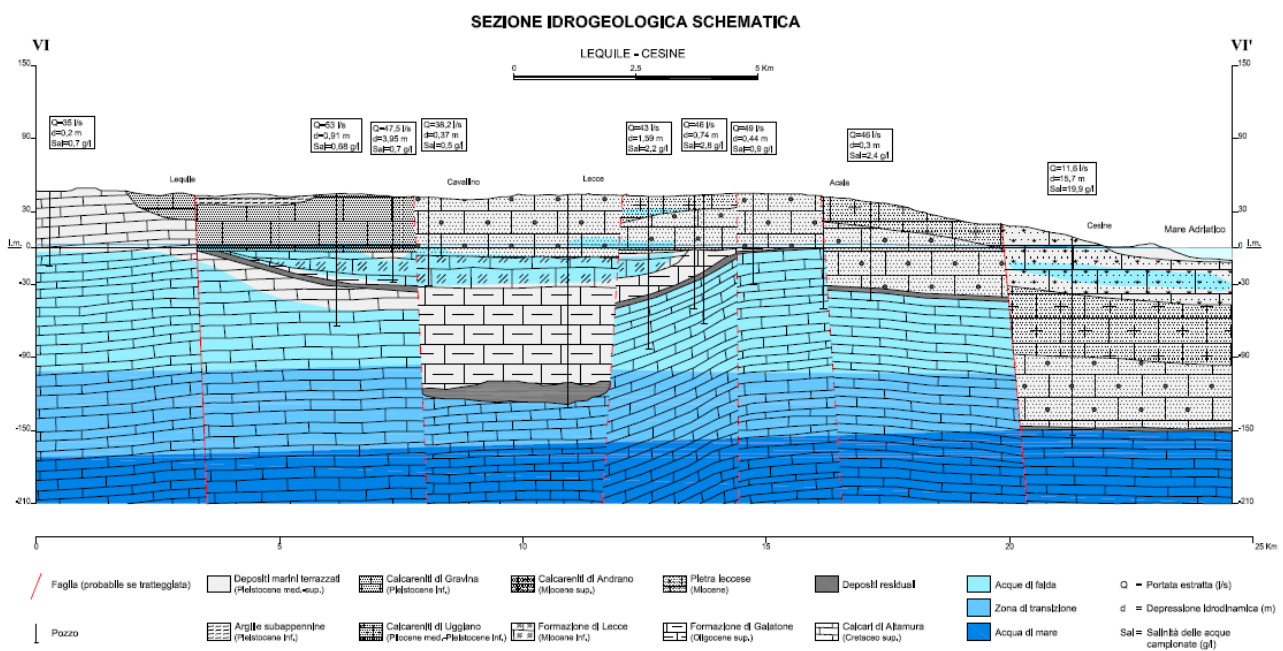 SEZIONE IDROGEOLOGICA SCHEMATICA
VI
LEQUILE - CESINE
VI'
0 2.5 5 Km
150 150
Q=35 l/s
d=0,2 m
Sal=0,7 g/l
Q=53 l/s
d=0,91 m
Sal=0,68 g/l
Q=47,5 l/s
d=3,95 m
Sal=0,7 g/l
Q=38,2 l/s
d=0,37 m
Sal=0,5 g/l
Q=43 l/s
d=1,59 m
Sal=2,2 g/l
Q=46 l/s
d=0,74 m
Sal=2,8 g/l
Q=49 l/s
d=0,44 m
Sal=0,9 g/l
Q=46 l/s
d=0,3 m
Sal=2,4 g/l
Q=11,6 l/s
d=15,7 m
Sal=19,9 g/l
90 90
Lequile Cavallino Lecce Acaia Cesine Mare Adriatico
30 30
l.m. 0 0 l.m.
-30 -30
-90 -90
-150 -150
-210 -210
0 5 10 15 20 25 Km
Faglia (probabile se tratteggiata)
Pozzo
Depositi marini terrazzati
(Pleistocene med.-sup.)
Argille subappennine
(Pleistocene inf.)
Calcareniti di Gravina
(Pleistocene inf.)
Calcareniti di Uggiano
(Pliocene med.-Pleistocene inf.)
Calcareniti di Andrano
(Miocene sup.)
Formazione di Lecce
(Miocene inf.)
Pietra leccese
(Miocene)
Formazione di Galatone
(Oligocene sup.)
Depositi residuali
Calcari di Altamura
(Cretaceo sup.)
Acque di falda
Zona di transizione
Acqua di mare
Q = Portata estratta (l/s)
d = Depressione idrodinamica (m)
Sal = Salinità delle acque
campionate (g/l)